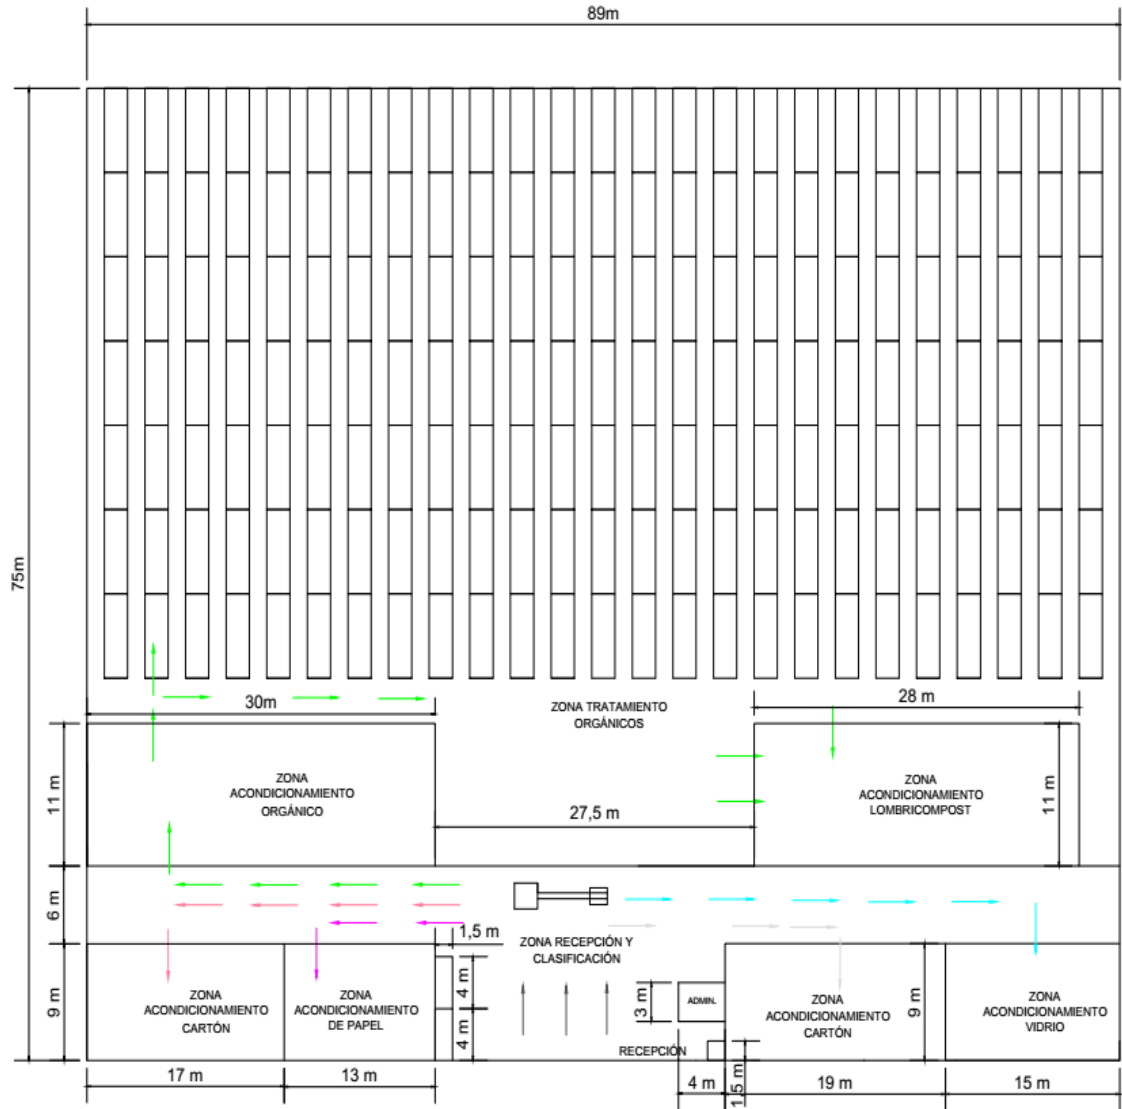 89m
75m
30m
ZONA TRATAMIENTO
ORGÁNICOS
28 m
11 m
ZONA
ACONDICIONAMIENTO
ORGÁNICO
27,5 m
ZONA
ACONDICIONAMIENTO
LOMBRICOMPOST
11 m
6 m
1,5 m
ZONA RECEPCIÓN Y
CLASIFICACIÓN
9 m
ZONA
ACONDICIONAMIENTO
CARTÓN
ZONA
ACONDICIONAMIENTO
DE PAPEL
4 m
4 m
3 m
ADMIN.
RECEPCIÓN
ZONA
ACONDICIONAMIENTO
CARTÓN
9 m
ZONA
ACONDICIONAMIENTO
VIDRIO
17 m
13 m
4 m
1,5 m
19 m
15 m